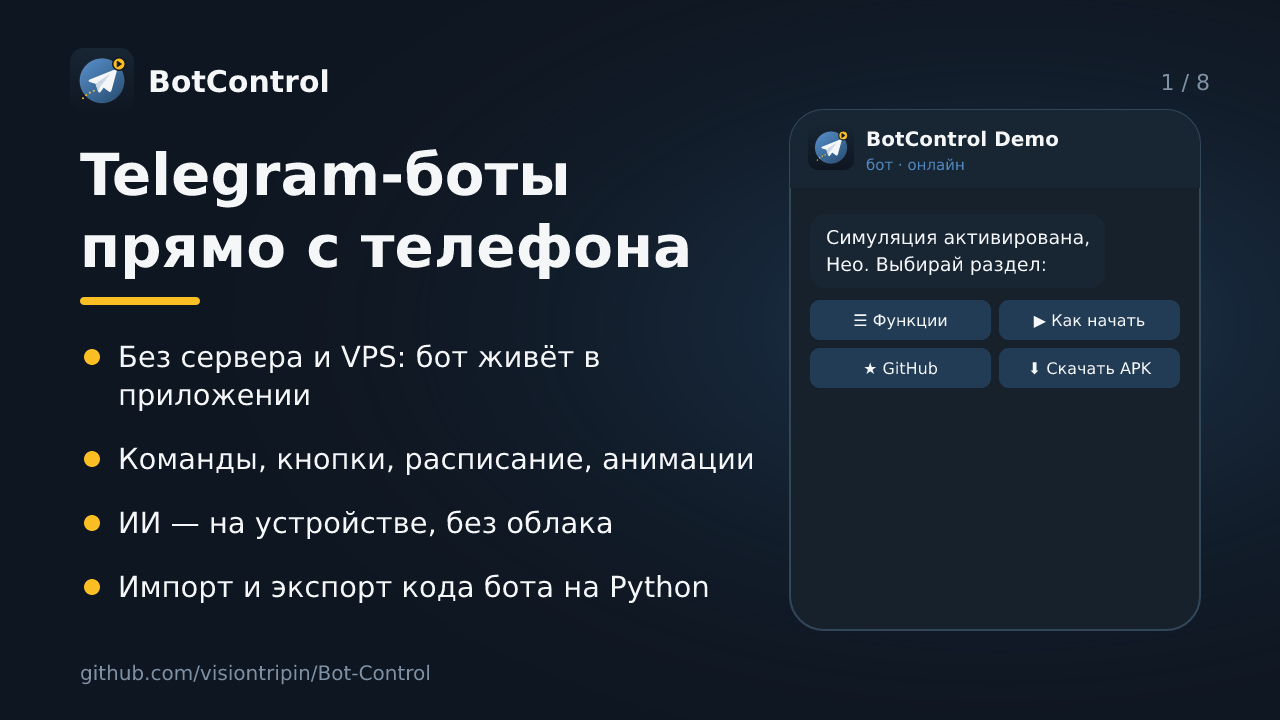 BotControl
1 / 8
Telegram-боты
прямо с телефона
Без сервера и VPS: бот живёт в
приложении
Команды, кнопки, расписание, анимации
ИИ — на устройстве, без облака
Импорт и экспорт кода бота на Python
github.com/visiontripin/Bot-Control
BotControl Demo
бот · онлайн
Симуляция активирована,
Нео. Выбирай раздел:
☰ Функции
▶ Как начать
★ GitHub
⬇ Скачать APK